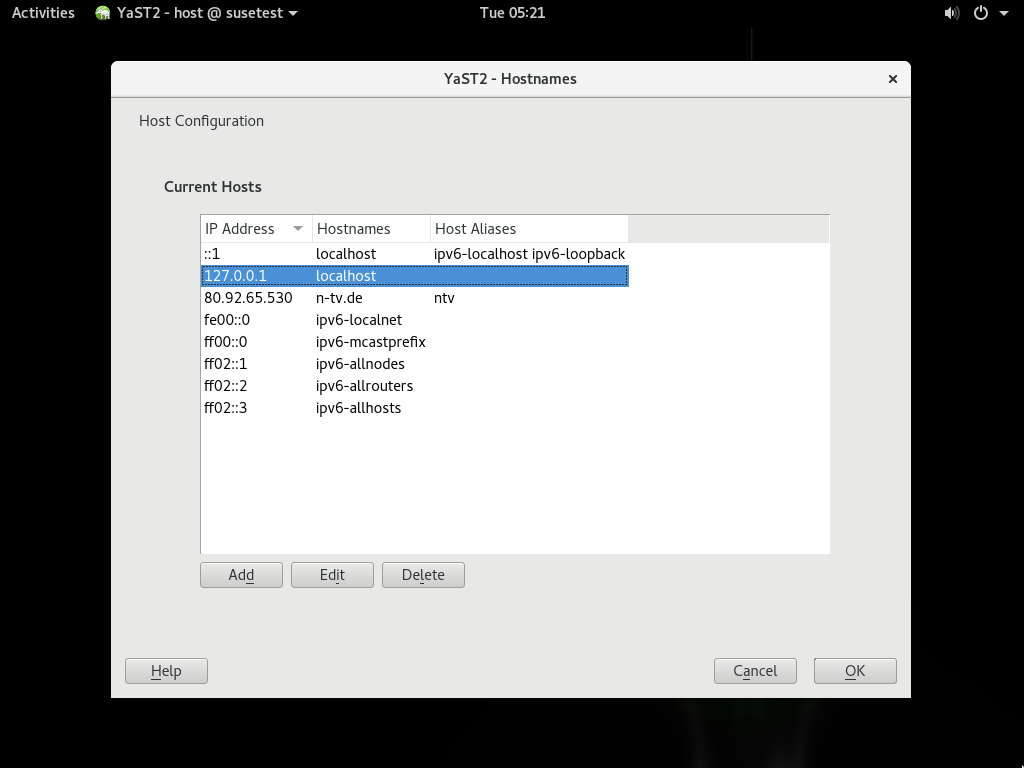 Activities YaST2 - host @ susetest Tue 05:21
YaST2 - Hostnames ×
Host Configuration
Current Hosts
IP Address Hostnames Host Aliases
::1 localhost ipv6-localhost ipv6-loopback
127.0.0.1 localhost
80.92.65.530 n-tv.de ntv
fe00::0 ipv6-localnet
ff00::0 ipv6-mcastprefix
ff02::1 ipv6-allnodes
ff02::2 ipv6-allrouters
ff02::3 ipv6-allhosts
Add Edit Delete
Help Cancel OK